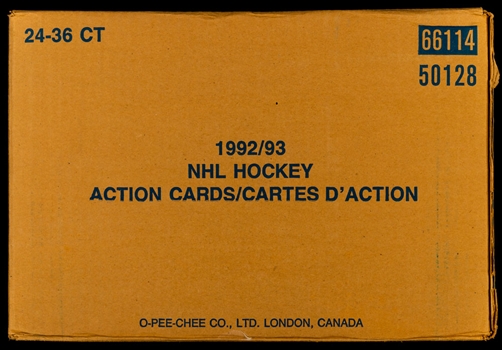 24-36 CT
66114
50128
1992/93
NHL HOCKEY
ACTION CARDS/CARTES D'ACTION
O-PEE-CHEE CO., LTD. LONDON, CANADA